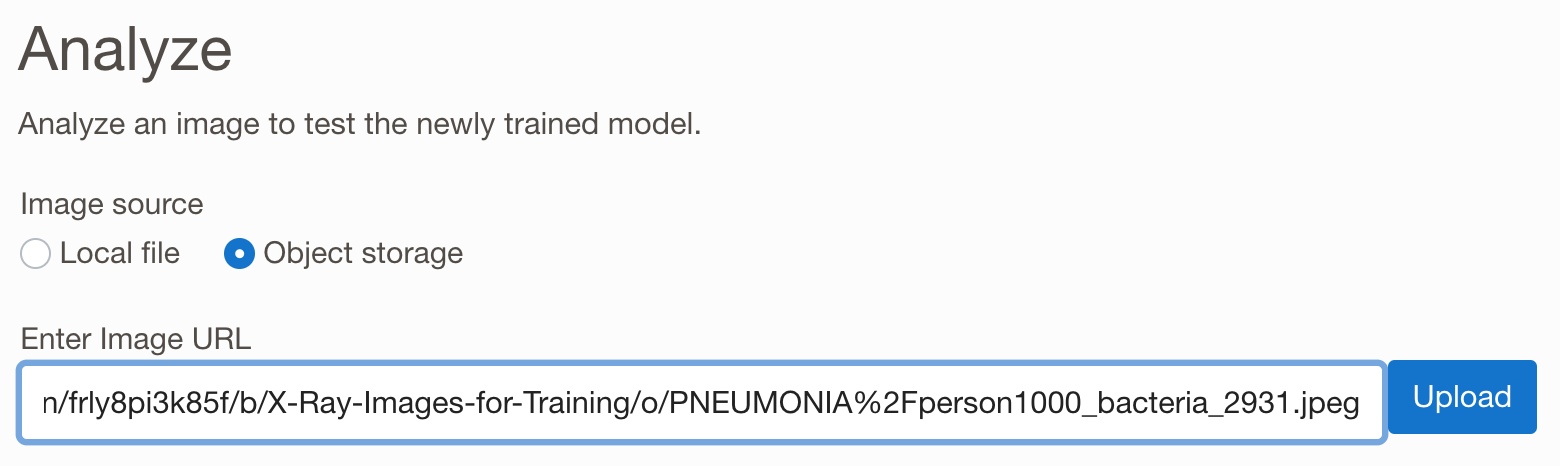 Analyze
Analyze an image to test the newly trained model.
Image source
Local file Object storage
Enter Image URL
n/frly8pi3k85f/b/X-Ray-Images-for-Training/o/PNEUMONIA%2Fperson1000_bacteria_2931.jpeg Upload